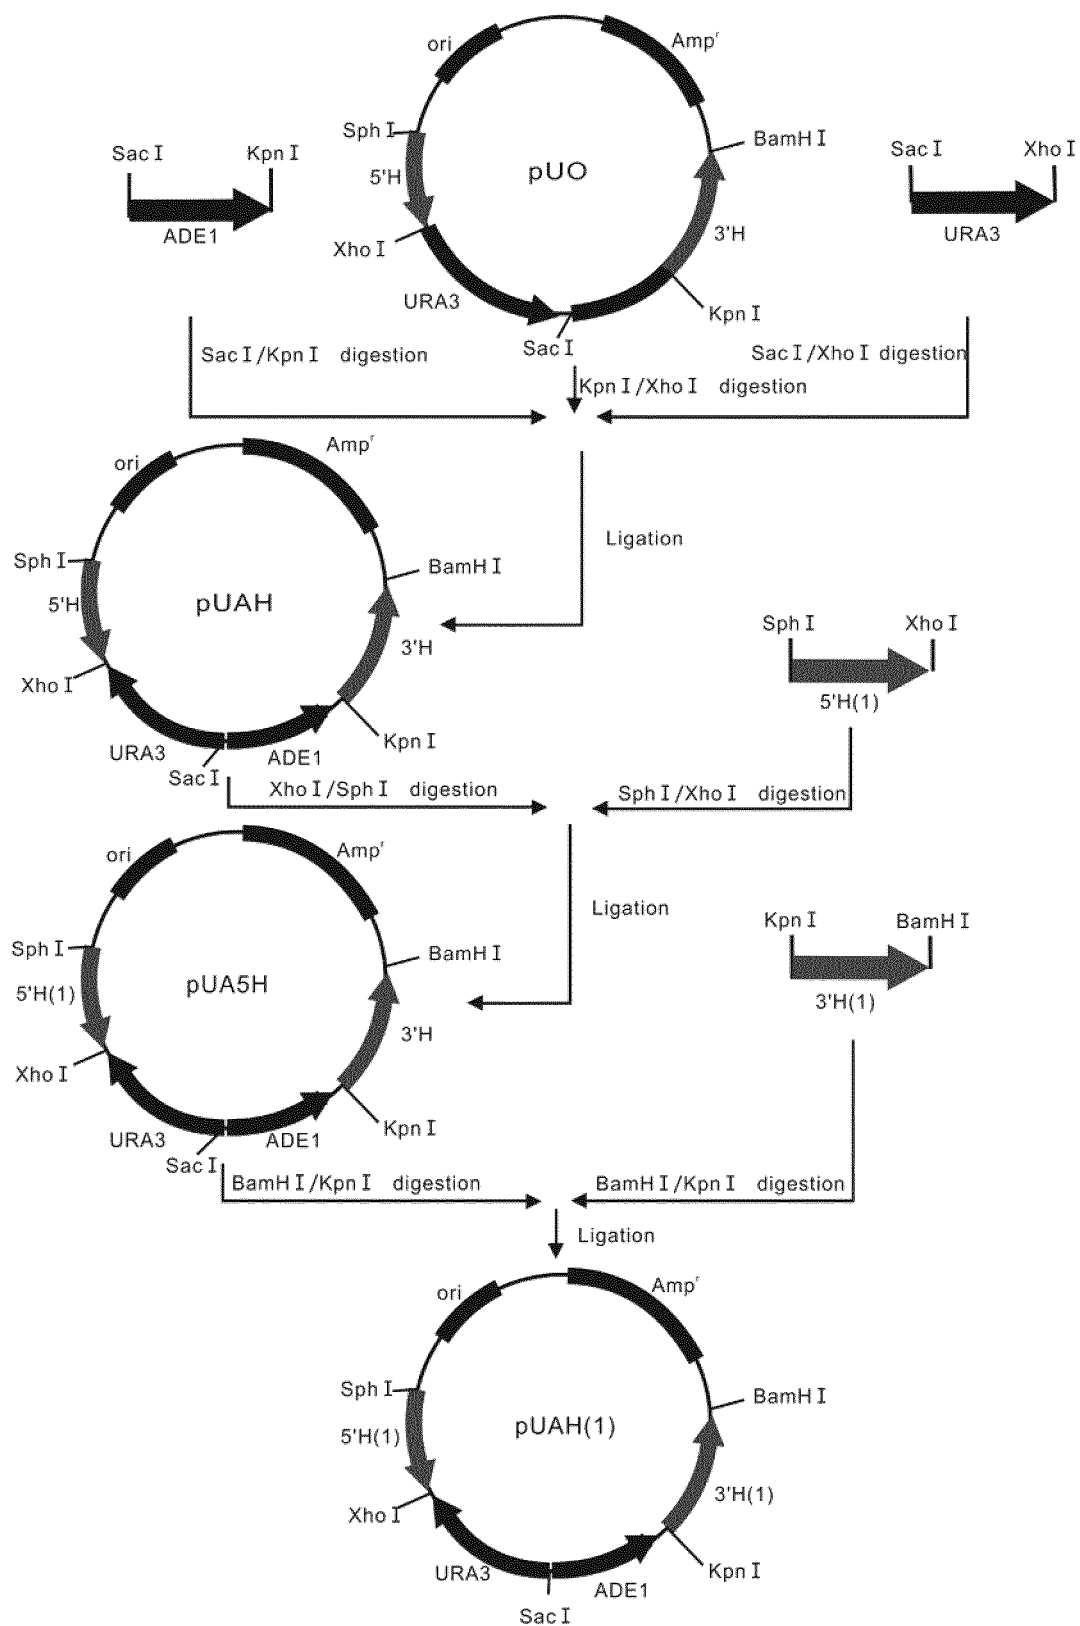 ori
Ampʳ
Sph I
5'H
pUO
BamH I
3'H
Xho I
URA3
Sac I
Kpn I
Sac I
Kpn I
ADE1
Sac I
Xho I
URA3
Sac I/Kpn I digestion
Kpn I/Xho I digestion
Sac I/Xho I digestion
Ligation
ori
Ampʳ
Sph I
5'H
pUAH
BamH I
3'H
Xho I
URA3
Sac I
ADE1
Kpn I
Sph I
Xho I
5'H(1)
Xho I/Sph I digestion
Sph I/Xho I digestion
Ligation
ori
Ampʳ
Sph I
5'H(1)
pUA5H
BamH I
3'H
Xho I
URA3
Sac I
ADE1
Kpn I
Kpn I
BamH I
3'H(1)
BamH I/Kpn I digestion
BamH I/Kpn I digestion
Ligation
ori
Ampʳ
Sph I
5'H(1)
pUAH(1)
BamH I
3'H(1)
Xho I
URA3
Sac I
ADE1
Kpn I